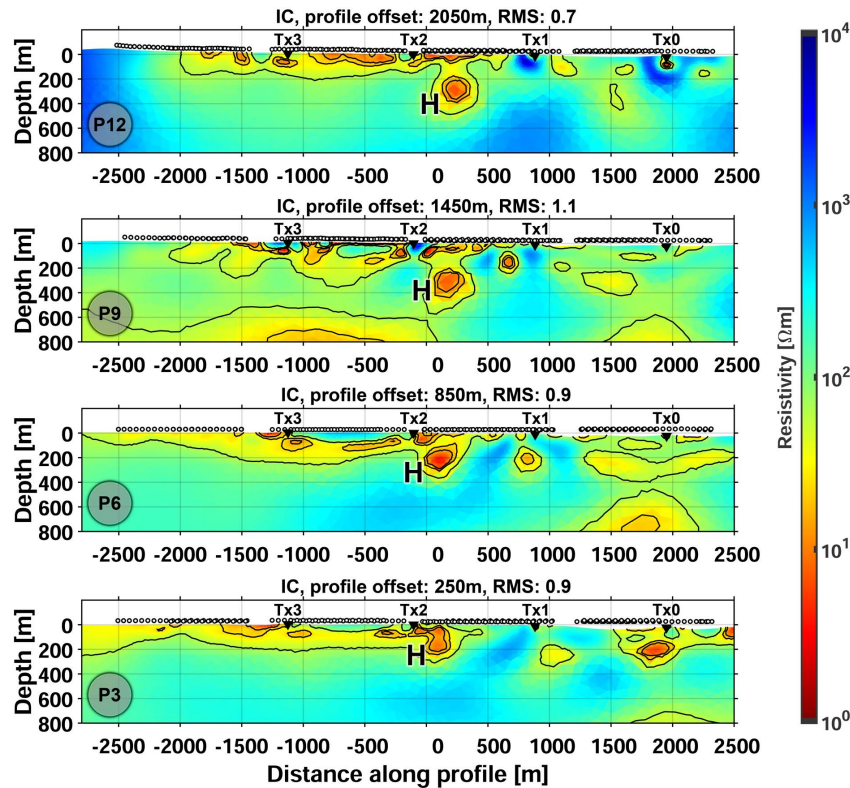 IC, profile offset: 2050m, RMS: 0.7
Tx3 Tx2 Tx1 Tx0
Depth [m]
0
200
400
600
800
H
P12
-2500 -2000 -1500 -1000 -500 0 500 1000 1500 2000 2500
IC, profile offset: 1450m, RMS: 1.1
Tx3 Tx2 Tx1 Tx0
Depth [m]
0
200
400
600
800
H
P9
-2500 -2000 -1500 -1000 -500 0 500 1000 1500 2000 2500
IC, profile offset: 850m, RMS: 0.9
Tx3 Tx2 Tx1 Tx0
Depth [m]
0
200
400
600
800
H
P6
-2500 -2000 -1500 -1000 -500 0 500 1000 1500 2000 2500
IC, profile offset: 250m, RMS: 0.9
Tx3 Tx2 Tx1 Tx0
Depth [m]
0
200
400
600
800
H
P3
-2500 -2000 -1500 -1000 -500 0 500 1000 1500 2000 2500
Distance along profile [m]
10⁴
10³
10²
10¹
10⁰
Resistivity [Ωm]